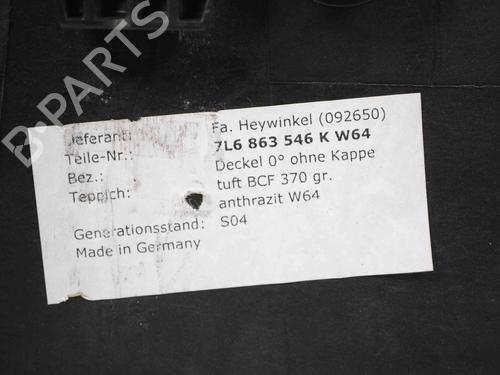 B-PARTS
Lieferant: Fa. Heywinkel (092650)
Teile-Nr.: 7L6 863 546 K W64
Bez.: Deckel 0° ohne Kappe
Teppich: tuft BCF 370 gr.
anthrazit W64
Generationsstand: S04
Made in Germany